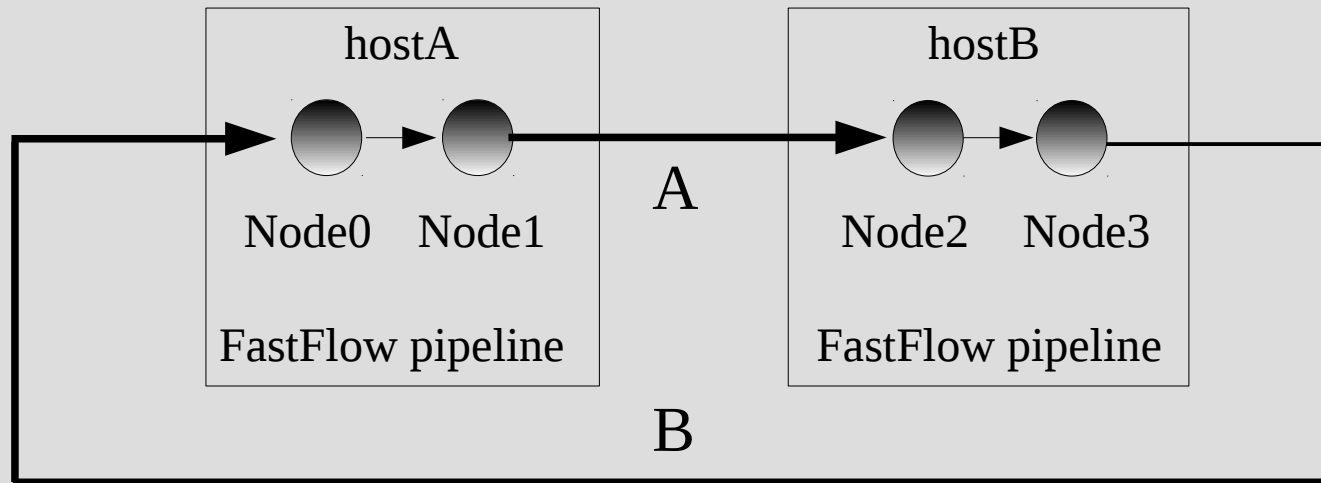 hostA
hostB
A
Node0 Node1
Node2 Node3
FastFlow pipeline
FastFlow pipeline
B